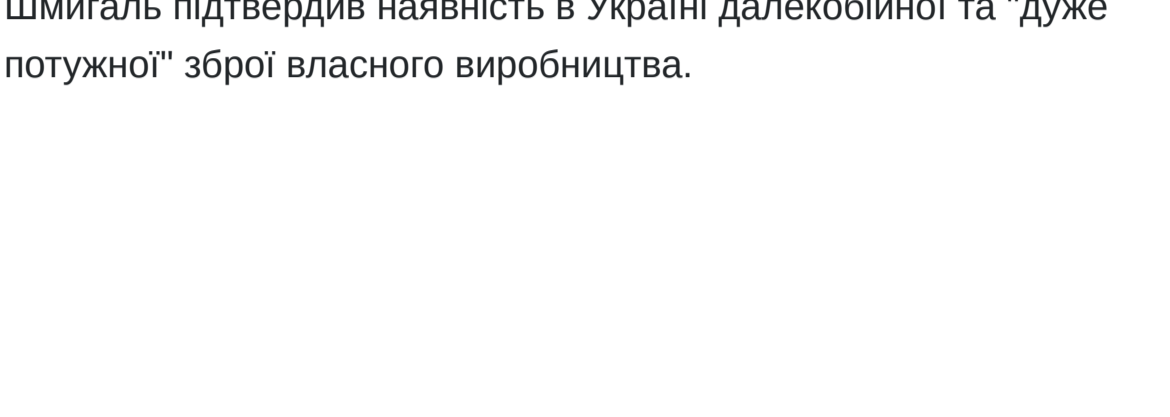 Шмигаль підтвердив наявність в Україні далекобійної та "дуже
потужної" зброї власного виробництва.